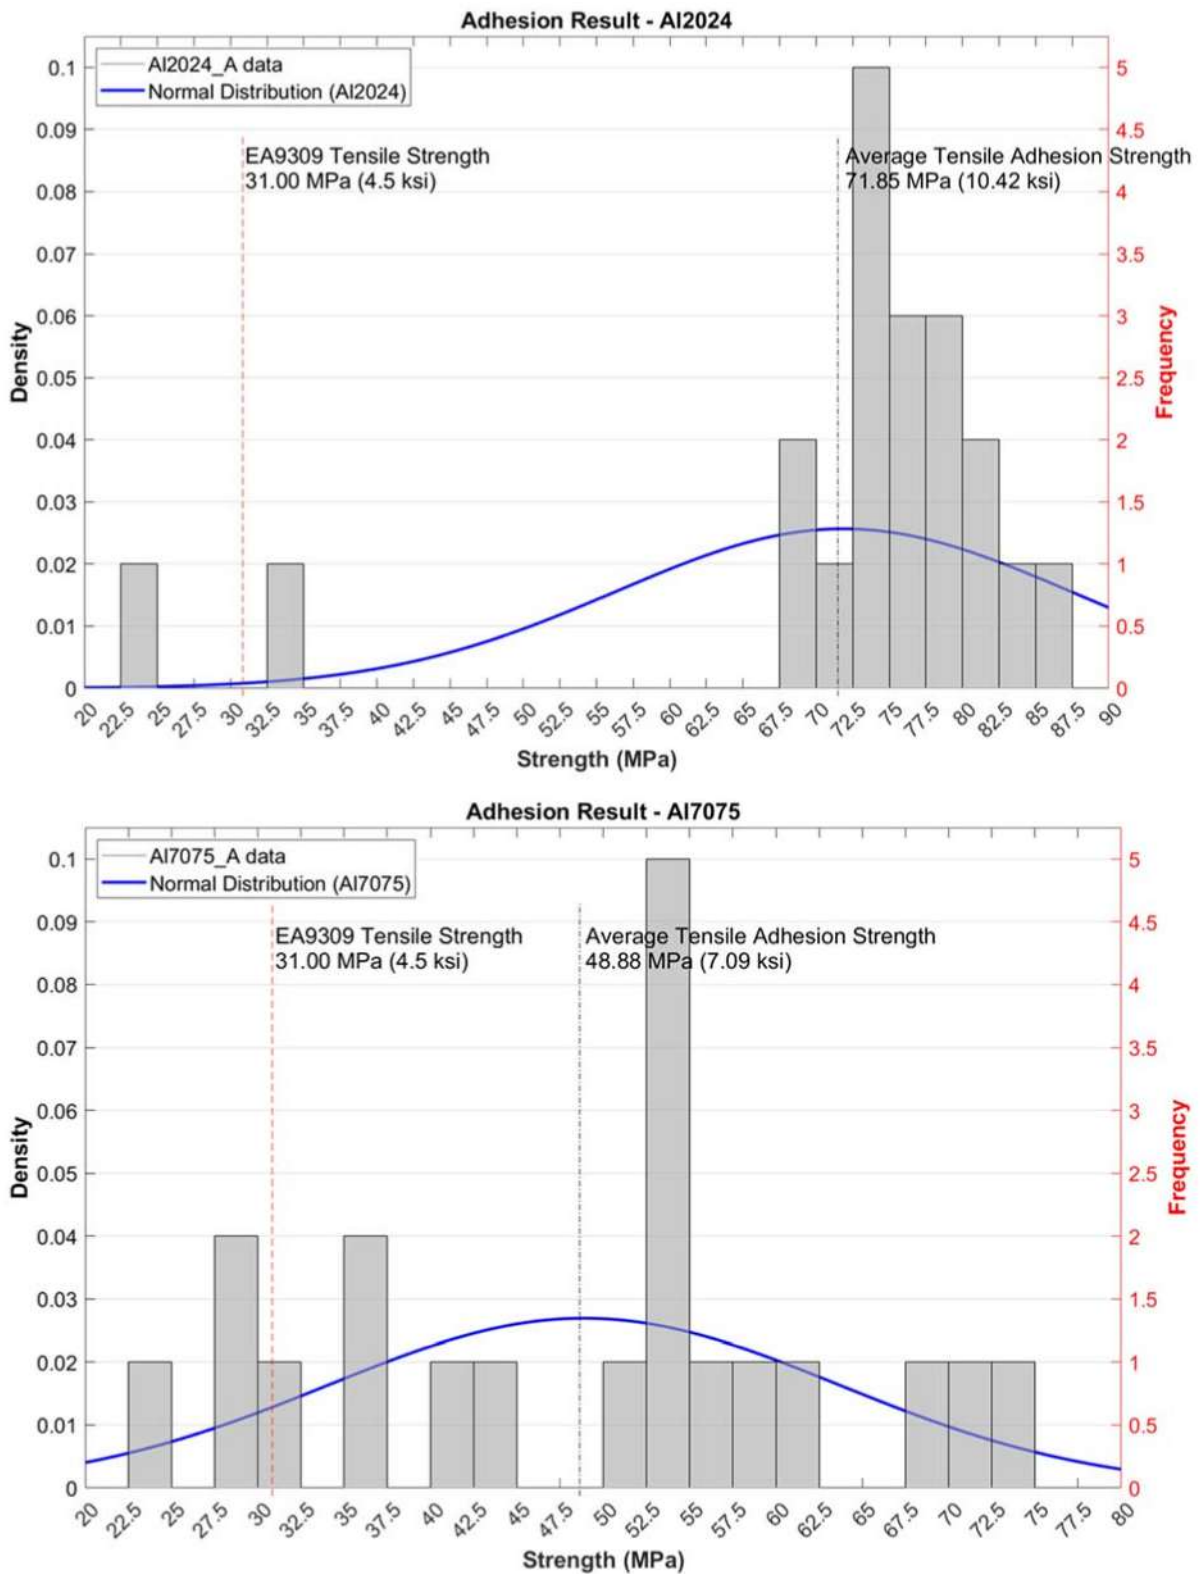 Adhesion Result - Al2024
Al2024_A data
Normal Distribution (Al2024)
EA9309 Tensile Strength
31.00 MPa (4.5 ksi)
Average Tensile Adhesion Strength
71.85 MPa (10.42 ksi)
Density
0.1
0.09
0.08
0.07
0.06
0.05
0.04
0.03
0.02
0.01
0
Frequency
5
4.5
4
3.5
3
2.5
2
1.5
1
0.5
0
20 22.5 25 27.5 30 32.5 35 37.5 40 42.5 45 47.5 50 52.5 55 57.5 60 62.5 65 67.5 70 72.5 75 77.5 80 82.5 85 87.5 90
Strength (MPa)
Adhesion Result - Al7075
Al7075_A data
Normal Distribution (Al7075)
EA9309 Tensile Strength
31.00 MPa (4.5 ksi)
Average Tensile Adhesion Strength
48.88 MPa (7.09 ksi)
Density
0.1
0.09
0.08
0.07
0.06
0.05
0.04
0.03
0.02
0.01
0
Frequency
5
4.5
4
3.5
3
2.5
2
1.5
1
0.5
0
20 22.5 25 27.5 30 32.5 35 37.5 40 42.5 45 47.5 50 52.5 55 57.5 60 62.5 65 67.5 70 72.5 75 77.5 80
Strength (MPa)